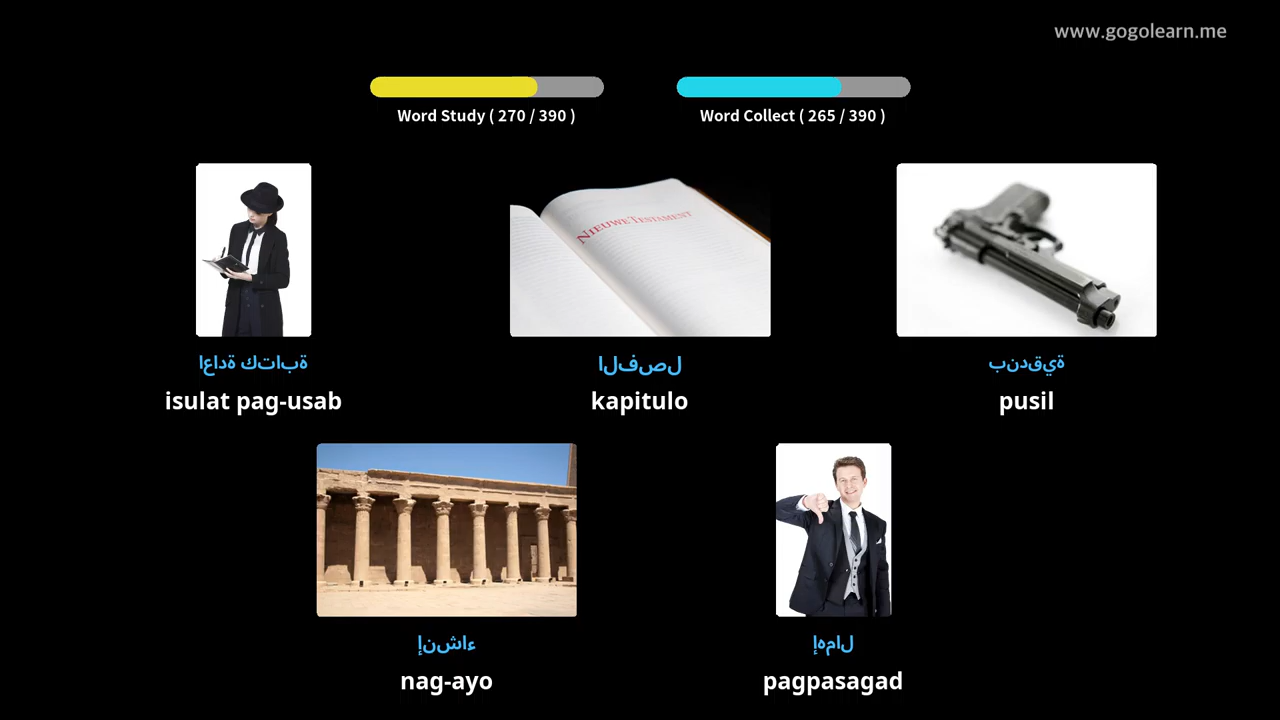 www.gogolearn.me
Word Study ( 270 / 390 )
Word Collect ( 265 / 390 )
NIEUWE TESTAMENT
اعادة كتابة
isulat pag-usab
الفصل
kapitulo
بندقية
pusil
إنشاء
nag-ayo
إهمال
pagpasagad